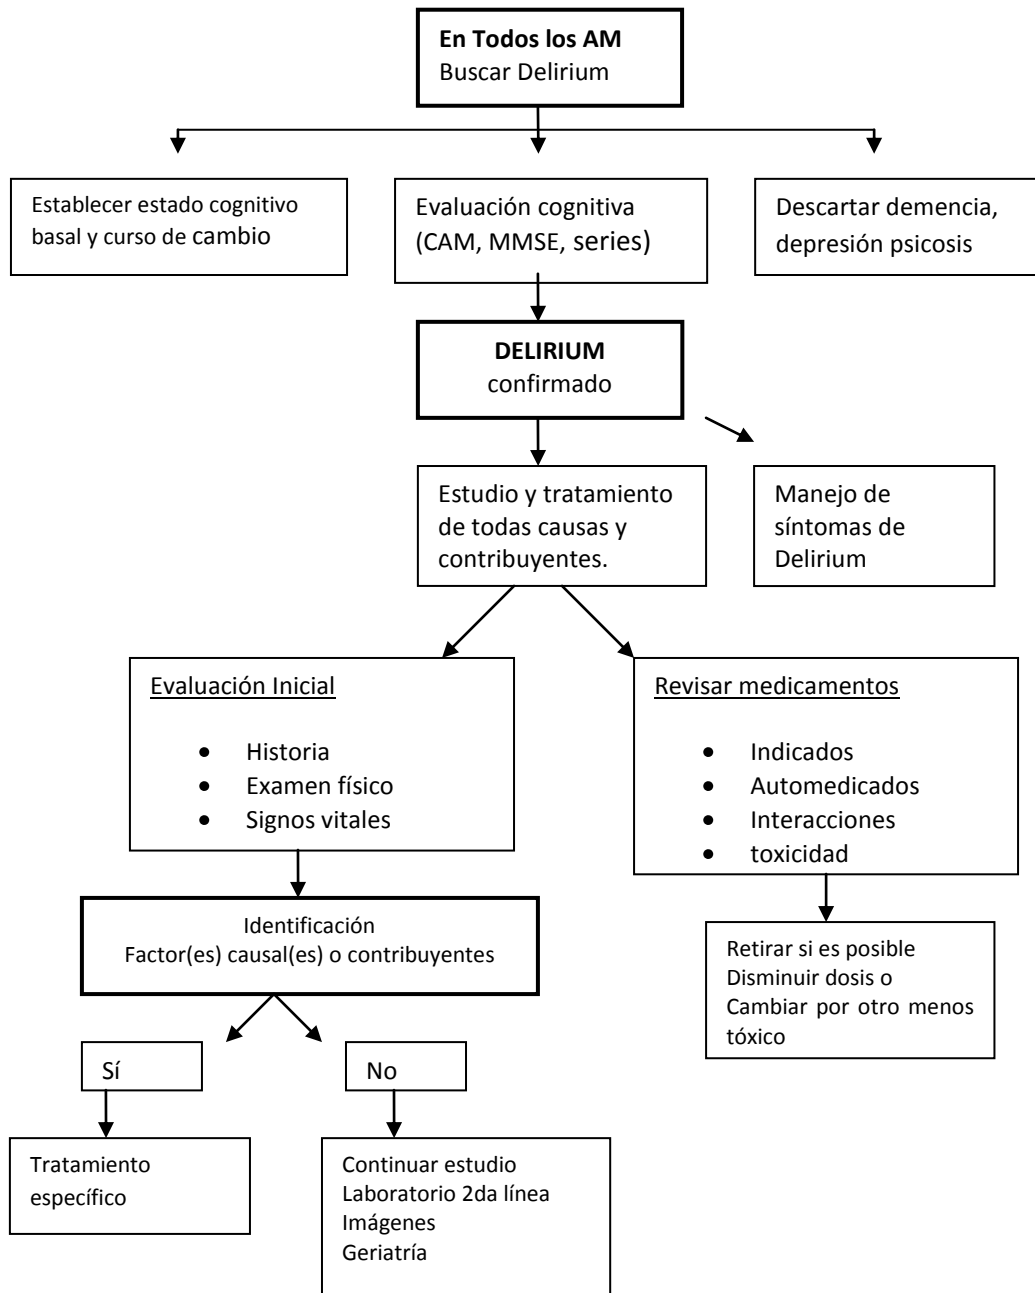 En Todos los AM
Buscar Delirium
Establecer estado cognitivo
basal y curso de cambio
Evaluación cognitiva
(CAM, MMSE, series)
Descartar demencia,
depresión psicosis
DELIRIUM
confirmado
Estudio y tratamiento
de todas causas y
contribuyentes.
Manejo de
síntomas de
Delirium
Evaluación Inicial
• Historia
• Examen físico
• Signos vitales
Revisar medicamentos
• Indicados
• Automedicados
• Interacciones
• toxicidad
Identificación
Factor(es) causal(es) o contribuyentes
Retirar si es posible
Disminuir dosis o
Cambiar por otro menos
tóxico
Sí
No
Tratamiento
específico
Continuar estudio
Laboratorio 2da línea
Imágenes
Geriatría